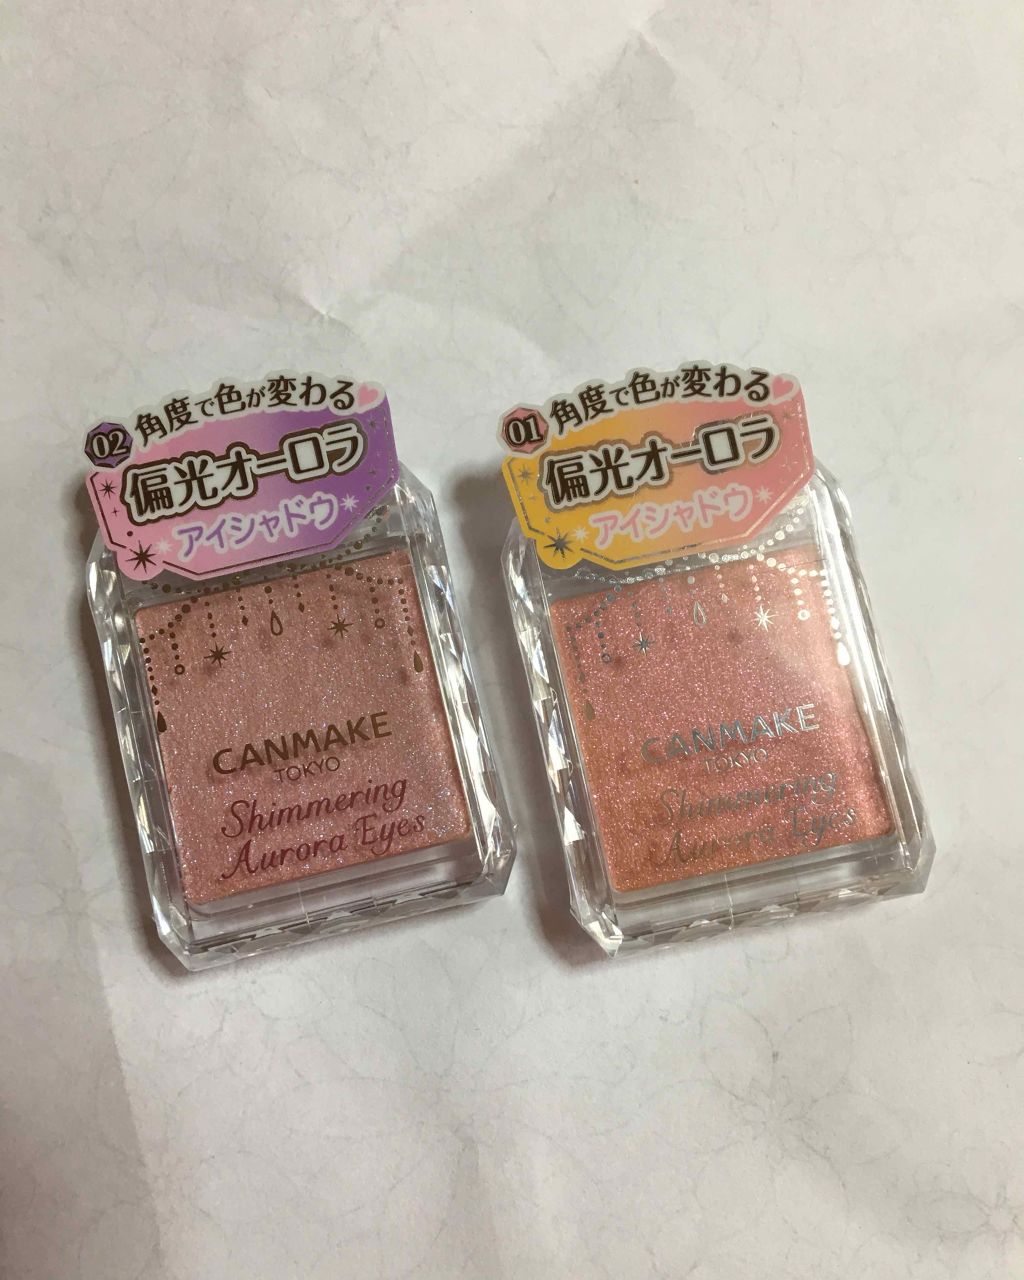 02
角度で色が変わる
偏光オーロラ
アイシャドウ
CANMAKE
TOKYO
Shimmering
Aurora Eyes
01
角度で色が変わる
偏光オーロラ
アイシャドウ
CANMAKE
TOKYO
Shimmering
Aurora Eyes